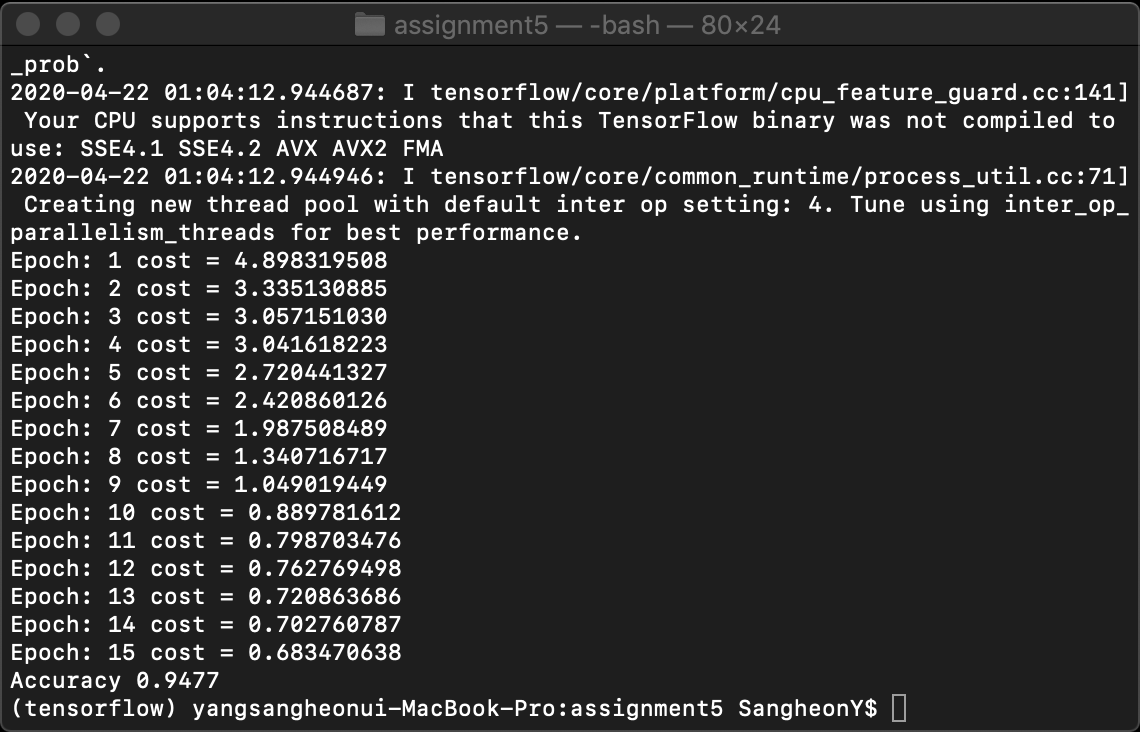 assignment5 — -bash — 80×24
_prob`.
2020-04-22 01:04:12.944687: I tensorflow/core/platform/cpu_feature_guard.cc:141]
 Your CPU supports instructions that this TensorFlow binary was not compiled to
use: SSE4.1 SSE4.2 AVX AVX2 FMA
2020-04-22 01:04:12.944946: I tensorflow/core/common_runtime/process_util.cc:71]
 Creating new thread pool with default inter op setting: 4. Tune using inter_op_
parallelism_threads for best performance.
Epoch: 1 cost = 4.898319508
Epoch: 2 cost = 3.335130885
Epoch: 3 cost = 3.057151030
Epoch: 4 cost = 3.041618223
Epoch: 5 cost = 2.720441327
Epoch: 6 cost = 2.420860126
Epoch: 7 cost = 1.987508489
Epoch: 8 cost = 1.340716717
Epoch: 9 cost = 1.049019449
Epoch: 10 cost = 0.889781612
Epoch: 11 cost = 0.798703476
Epoch: 12 cost = 0.762769498
Epoch: 13 cost = 0.720863686
Epoch: 14 cost = 0.702760787
Epoch: 15 cost = 0.683470638
Accuracy 0.9477
(tensorflow) yangsangheonui-MacBook-Pro:assignment5 SangheonY$